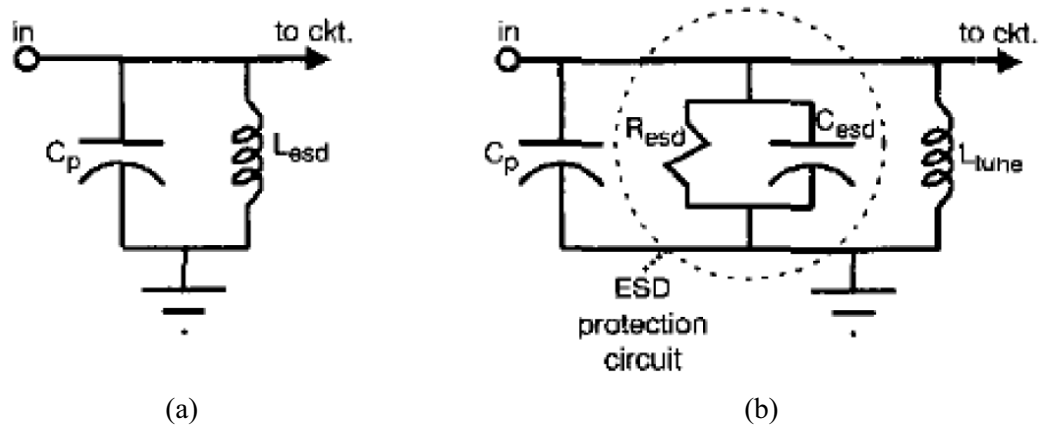 in
to ckt.
Cp
Lesd
(a)
in
to ckt.
Cp
Resd
Cesd
Ltune
ESD
protection
circuit
(b)